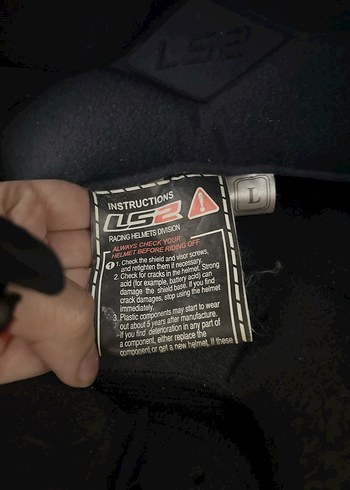 LS2
L
INSTRUCTIONS
LS2
RACING HELMETS DIVISION
ALWAYS CHECK YOUR
HELMET BEFORE RIDING OFF
1 1. Check the shield and visor screws,
and retighten them if necessary.
2. Check for cracks in the helmet. Strong
acid (for example, battery acid) can
damage the shield base. If you find
crack damages, stop using the helmet
immediately.
3. Plastic components may start to wear
out about 5 years after manufacture.
If you find deterioration in any part of
a component, either replace the
component or get a new helmet. If these